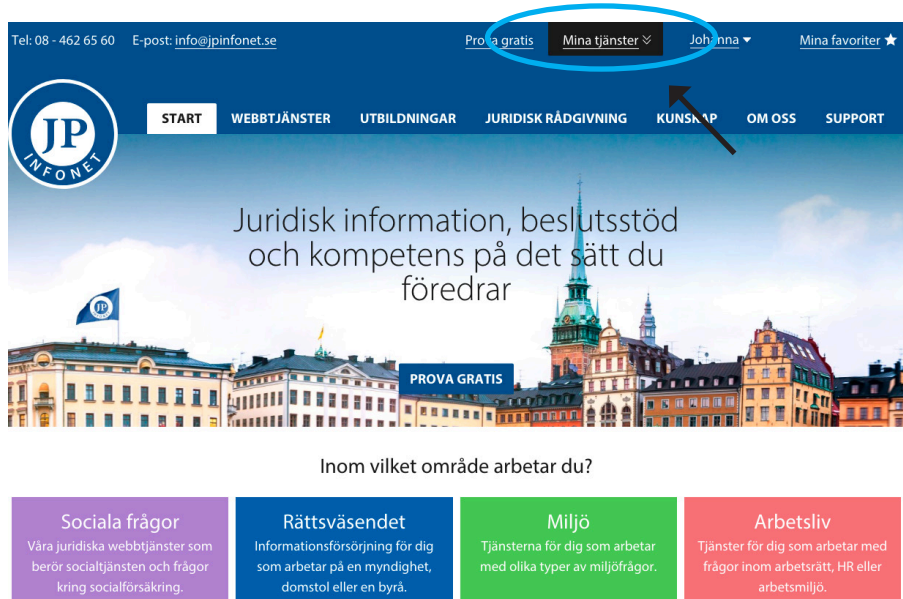 Tel: 08 - 462 65 60 E-post: info@jpinfonet.se Prova gratis Mina tjänster Johanna Mina favoriter
JP
INFONET
START WEBBTJÄNSTER UTBILDNINGAR JURIDISK RÅDGIVNING KUNSKAP OM OSS SUPPORT
Juridisk information, beslutsstöd
och kompetens på det sätt du
föredrar
JP
PROVA GRATIS
Inom vilket område arbetar du?
Sociala frågor
Våra juridiska webbtjänster som
berör socialtjänsten och frågor
kring socialförsäkring.
Rättsväsendet
Informationsförsörjning för dig
som arbetar på en myndighet,
domstol eller en byrå.
Miljö
Tjänsterna för dig som arbetar
med olika typer av miljöfrågor.
Arbetsliv
Tjänster för dig som arbetar med
frågor inom arbetsrätt, HR eller
arbetsmiljö.